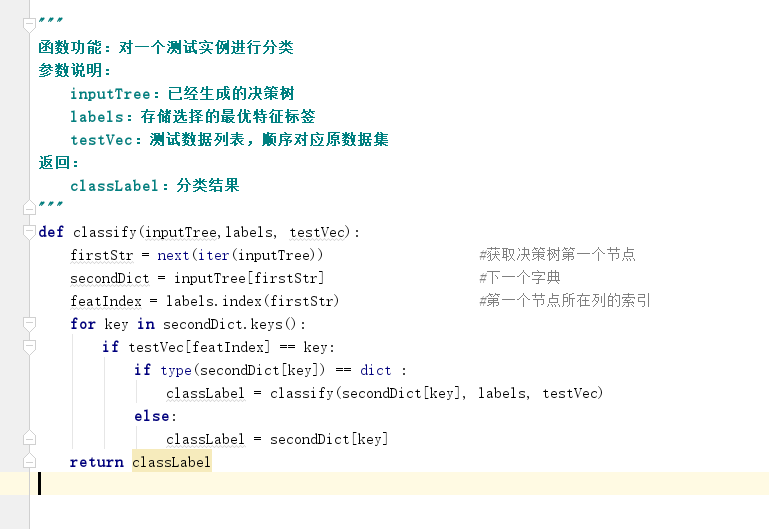 """
函数功能：对一个测试实例进行分类
参数说明：
    inputTree：已经生成的决策树
    labels：存储选择的最优特征标签
    testVec：测试数据列表，顺序对应原数据集
返回：
    classLabel：分类结果
"""
def classify(inputTree,labels, testVec):
    firstStr = next(iter(inputTree)) #获取决策树第一个节点
    secondDict = inputTree[firstStr] #下一个字典
    featIndex = labels.index(firstStr) #第一个节点所在列的索引
    for key in secondDict.keys():
        if testVec[featIndex] == key:
            if type(secondDict[key]) == dict :
                classLabel = classify(secondDict[key], labels, testVec)
            else:
                classLabel = secondDict[key]
    return classLabel